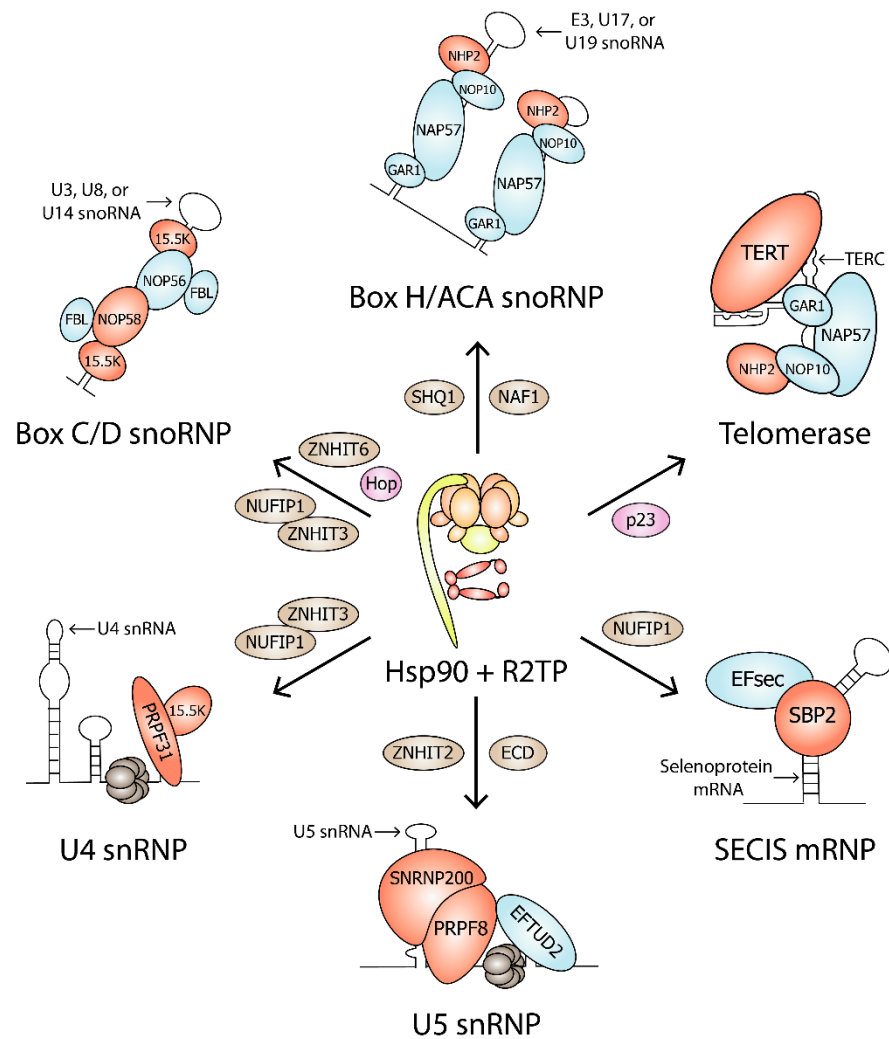 E3, U17, or
U19 snoRNA
NHP2
NOP10
NAP57
GAR1
NHP2
NOP10
NAP57
GAR1
Box H/ACA snoRNP
U3, U8, or
U14 snoRNA
15.5K
NOP56
FBL
FBL
NOP58
15.5K
Box C/D snoRNP
TERT
TERC
GAR1
NAP57
NHP2
NOP10
Telomerase
SHQ1
NAF1
ZNHIT6
Hop
NUFIP1
ZNHIT3
p23
ZNHIT3
NUFIP1
NUFIP1
Hsp90 + R2TP
ZNHIT2
ECD
U4 snRNA
PRPF31
15.5K
U4 snRNP
EFsec
SBP2
Selenoprotein
mRNA
SECIS mRNP
U5 snRNA
SNRNP200
PRPF8
EFTUD2
U5 snRNP